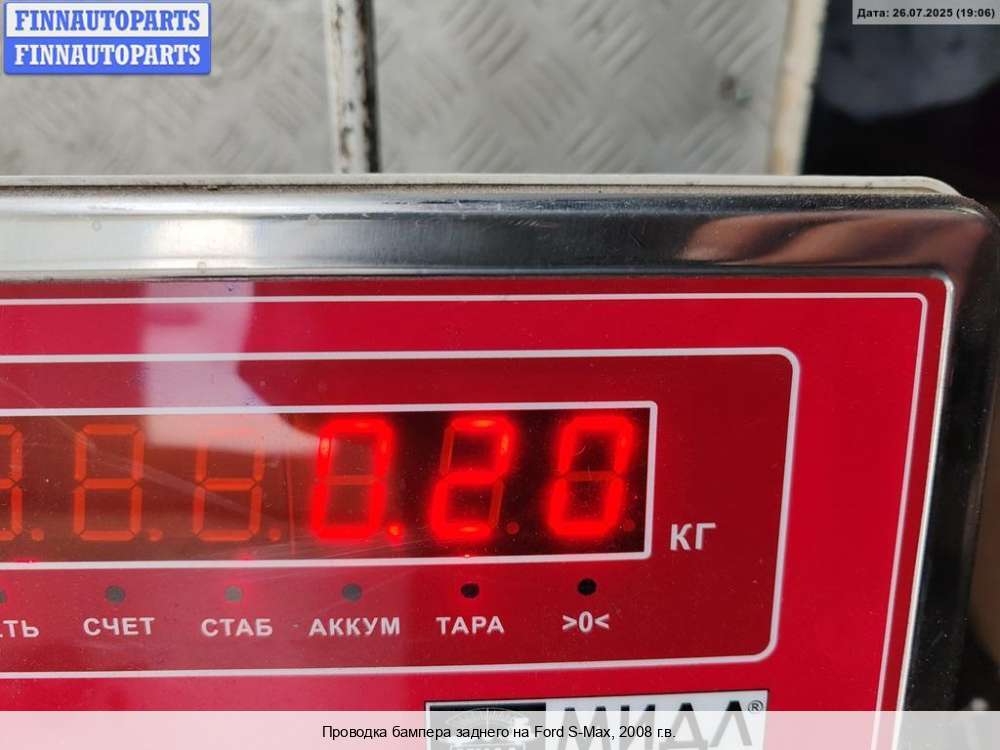 FINNAUTOPARTS
FINNAUTOPARTS
Дата: 26.07.2025 (19:06)
0.20
КГ
СЧЕТ СТАБ АККУМ ТАРА >0<
МИДЛ®
Проводка бампера заднего на Ford S-Max, 2008 г.в.